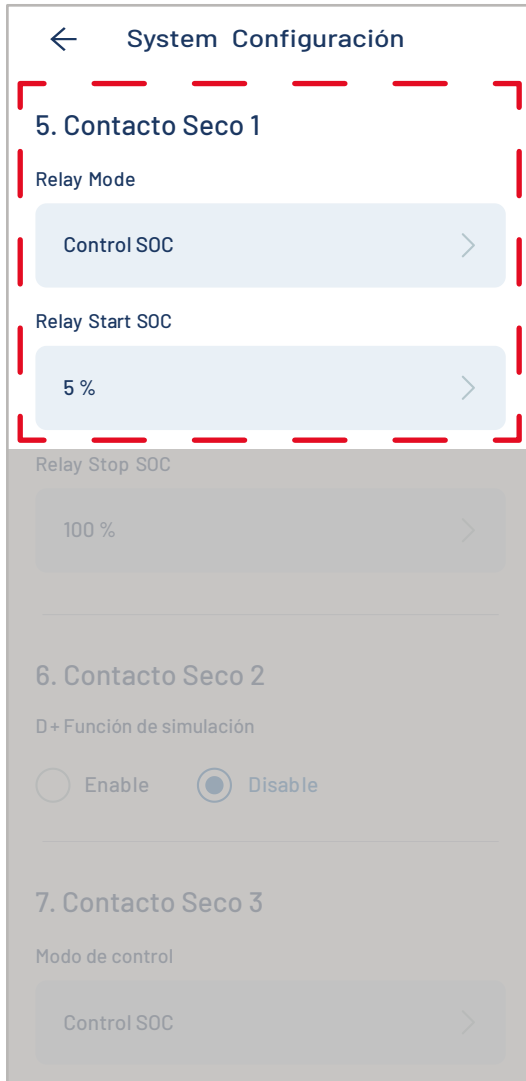 System Configuración
5. Contacto Seco 1
Relay Mode
Control SOC
Relay Start SOC
5 %
Relay Stop SOC
100 %
6. Contacto Seco 2
D+ Función de simulación
Enable Disable
7. Contacto Seco 3
Modo de control
Control SOC